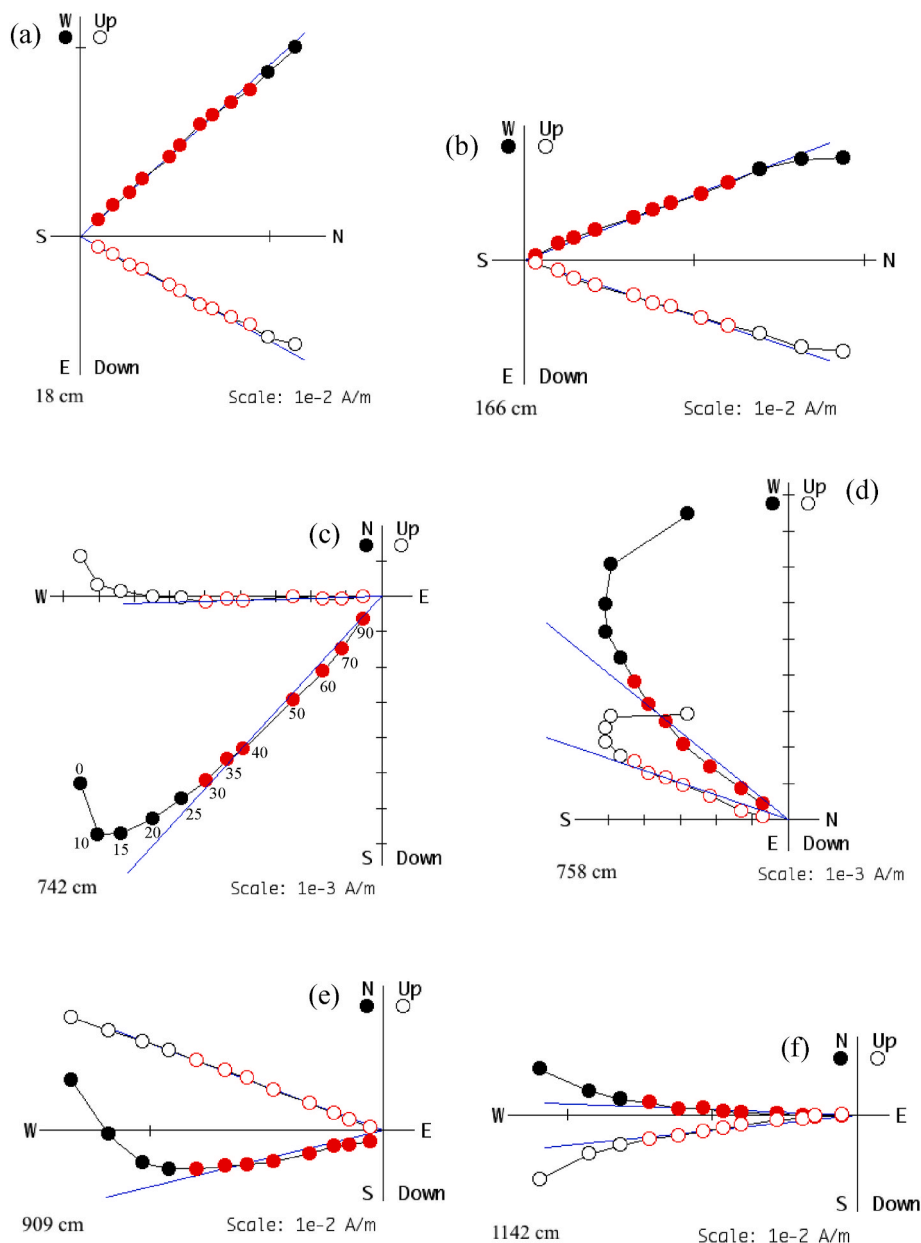 (a)
W Up
S N
E Down
18 cm
Scale: 1e-2 A/m
(b)
W Up
S N
E Down
166 cm
Scale: 1e-2 A/m
(c)
N Up
W E
90
70
60
50
40
35
30
25
20
15
10
0
S Down
742 cm
Scale: 1e-3 A/m
(d)
W Up
S N
E Down
758 cm
Scale: 1e-3 A/m
(e)
N Up
W E
S Down
909 cm
Scale: 1e-2 A/m
(f)
N Up
W E
S Down
1142 cm
Scale: 1e-2 A/m